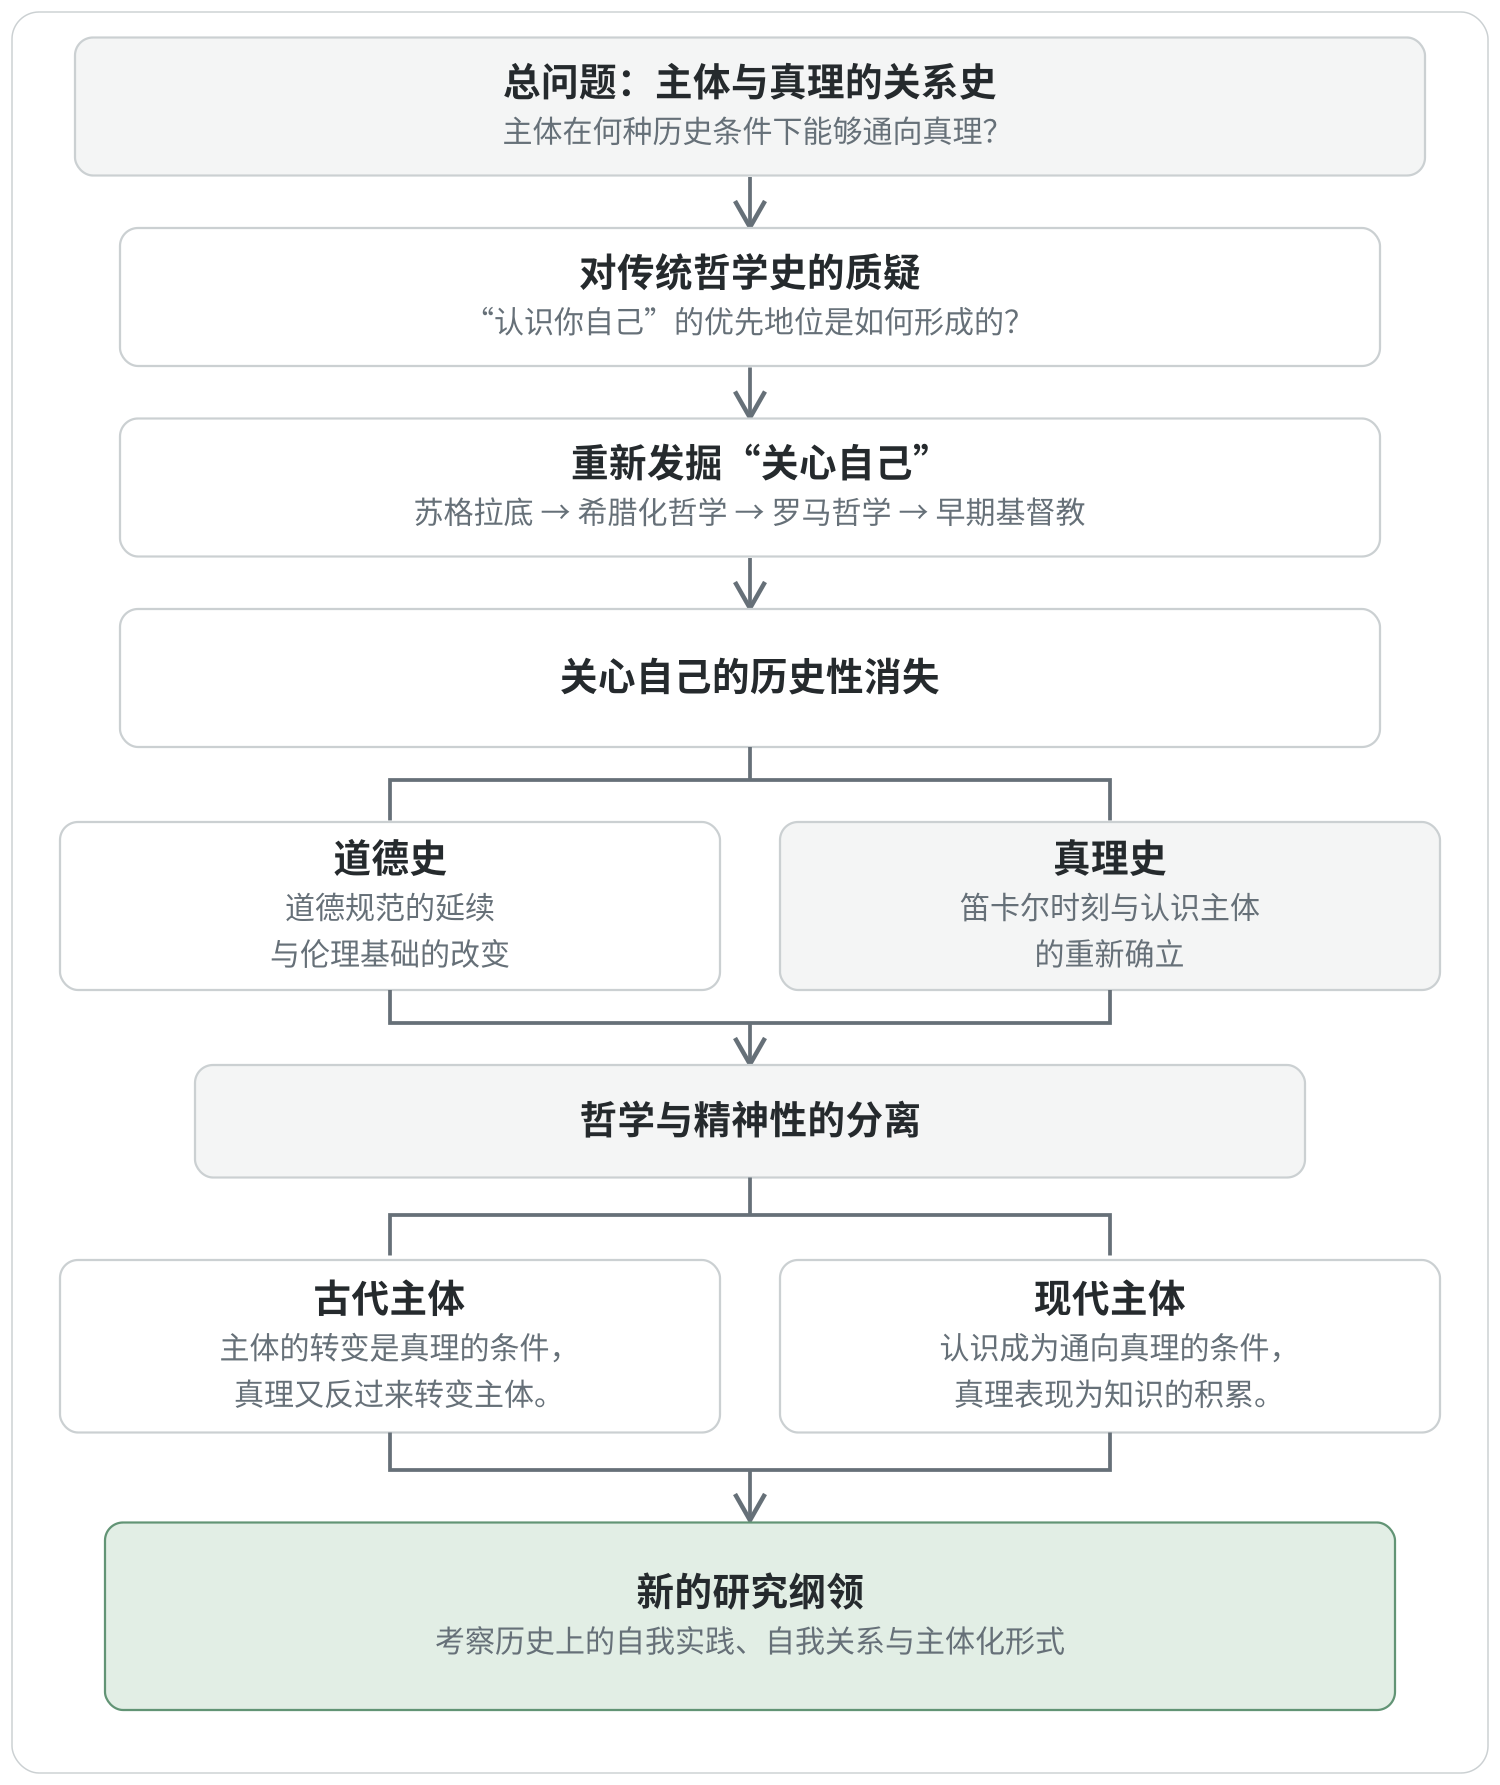 总问题：主体与真理的关系史
主体在何种历史条件下能够通向真理？
对传统哲学史的质疑
“认识你自己”的优先地位是如何形成的？
重新发掘“关心自己”
苏格拉底 → 希腊化哲学 → 罗马哲学 → 早期基督教
关心自己的历史性消失
道德史
道德规范的延续
与伦理基础的改变
真理史
笛卡尔时刻与认识主体
的重新确立
哲学与精神性的分离
古代主体
主体的转变是真理的条件，
真理又反过来转变主体。
现代主体
认识成为通向真理的条件，
真理表现为知识的积累。
新的研究纲领
考察历史上的自我实践、自我关系与主体化形式